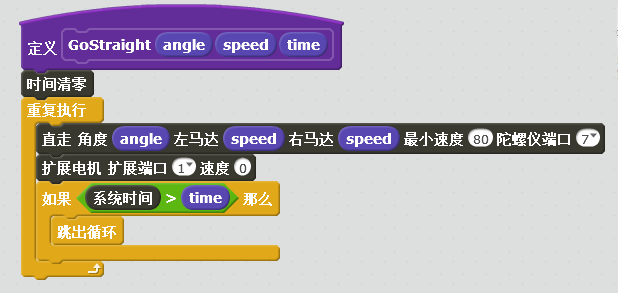 定义 GoStraight angle speed time
时间清零
重复执行
直走 角度 angle 左马达 speed 右马达 speed 最小速度 80 陀螺仪端口 7
扩展电机 扩展端口 1 速度 0
如果 系统时间 > time 那么
跳出循环